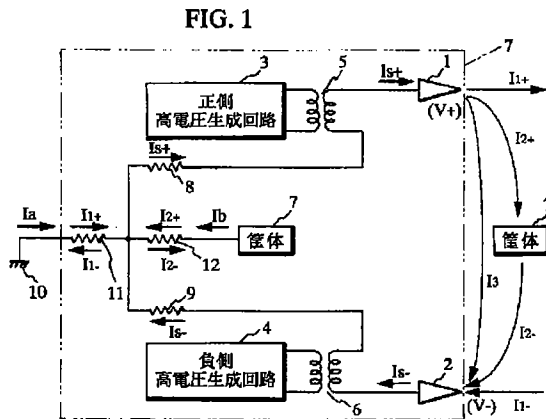 FIG. 1
7
3
5
Is+
1
I1+
正側
高電圧生成回路
(V+)
Is+
8
I2+
Ia
I1+
I2+
Ib
7
筐体
筐体
I1-
I2-
10
11
12
I3
9
Is-
I2-
4
負側
高電圧生成回路
Is-
2
6
(V-)
I1-